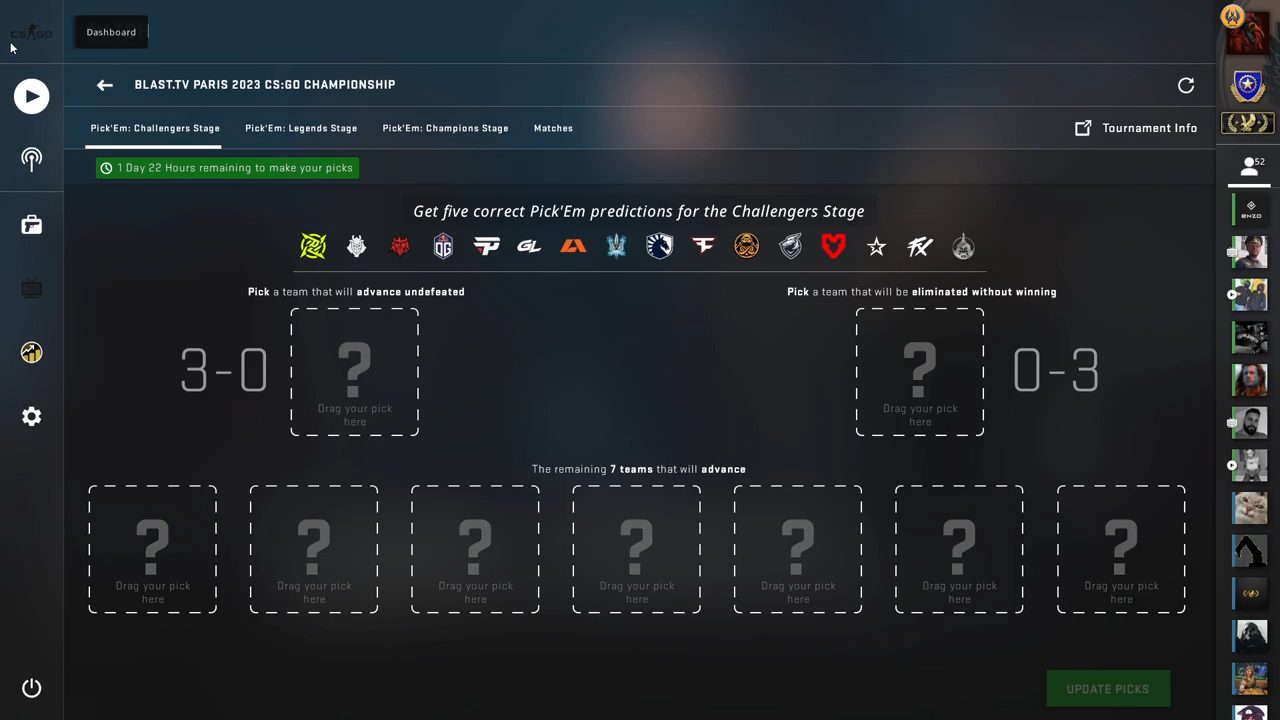 CS GO
Dashboard
BLAST.TV PARIS 2023 CS:GO CHAMPIONSHIP
Pick'Em: Challengers Stage
Pick'Em: Legends Stage
Pick'Em: Champions Stage
Matches
Tournament Info
1 Day 22 Hours remaining to make your picks
52
Get five correct Pick'Em predictions for the Challengers Stage
OG
GL
Pick a team that will advance undefeated
Pick a team that will be eliminated without winning
3-0
?
Drag your pick
here
?
Drag your pick
here
0-3
The remaining 7 teams that will advance
?
Drag your pick
here
?
Drag your pick
here
?
Drag your pick
here
?
Drag your pick
here
?
Drag your pick
here
?
Drag your pick
here
?
Drag your pick
here
ENZO
UPDATE PICKS